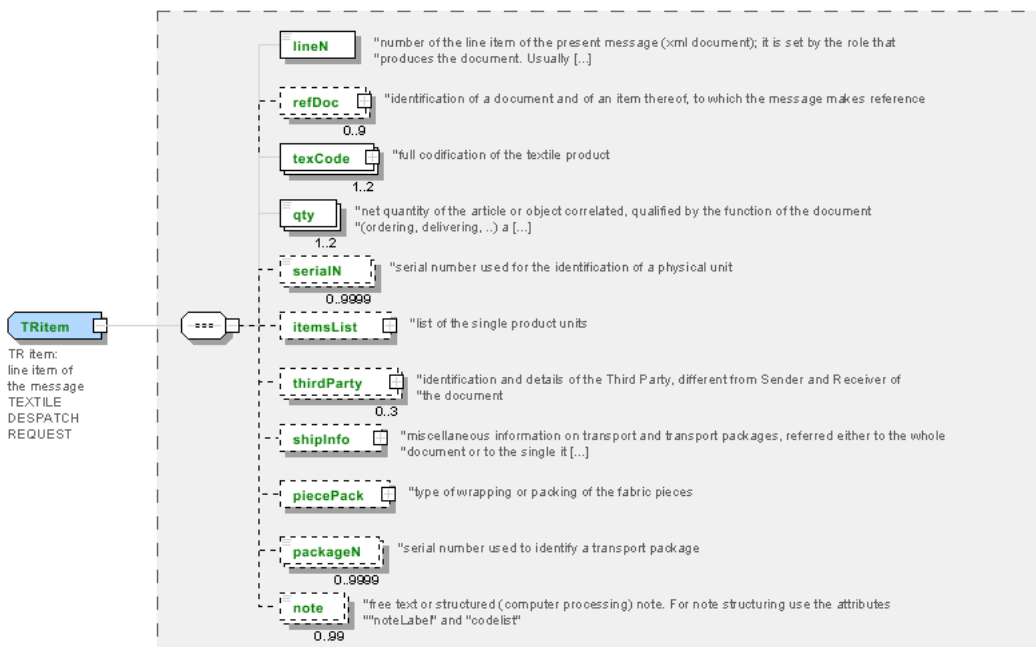 lineN
"number of the line item of the present message (xml document); it is set by the role that
"produces the document. Usually [...]
refDoc
"identification of a document and of an item thereof, to which the message makes reference
0..9
texCode
"full codification of the textile product
1..2
qty
"net quantity of the article or object correlated, qualified by the function of the document
"(ordering, delivering, ..) a [...]
1..2
serialN
"serial number used for the identification of a physical unit
0..9999
TRitem
TR item:
line item of
the message
TEXTILE
DESPATCH
REQUEST
itemsList
"list of the single product units
thirdParty
"identification and details of the Third Party, different from Sender and Receiver of
"the document
0..3
shipInfo
"miscellaneous information on transport and transport packages, referred either to the whole
"document or to the single it [...]
piecePack
"type of wrapping or packing of the fabric pieces
packageN
"serial number used to identify a transport package
0..9999
note
"free text or structured (computer processing) note. For note structuring use the attributes
""noteLabel" and "codelist"
0..99